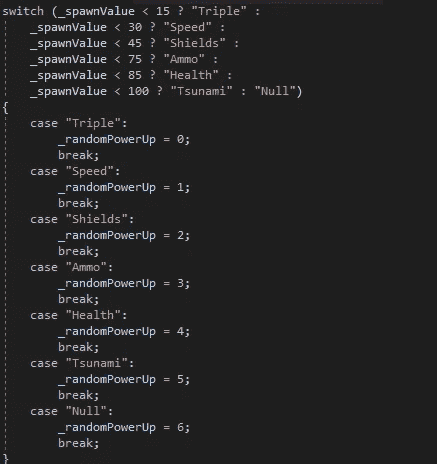 switch (_spawnValue < 15 ? "Triple" :
_spawnValue < 30 ? "Speed" :
_spawnValue < 45 ? "Shields" :
_spawnValue < 75 ? "Ammo" :
_spawnValue < 85 ? "Health" :
_spawnValue < 100 ? "Tsunami" : "Null")
{
case "Triple":
_randomPowerUp = 0;
break;
case "Speed":
_randomPowerUp = 1;
break;
case "Shields":
_randomPowerUp = 2;
break;
case "Ammo":
_randomPowerUp = 3;
break;
case "Health":
_randomPowerUp = 4;
break;
case "Tsunami":
_randomPowerUp = 5;
break;
case "Null":
_randomPowerUp = 6;
break;
}